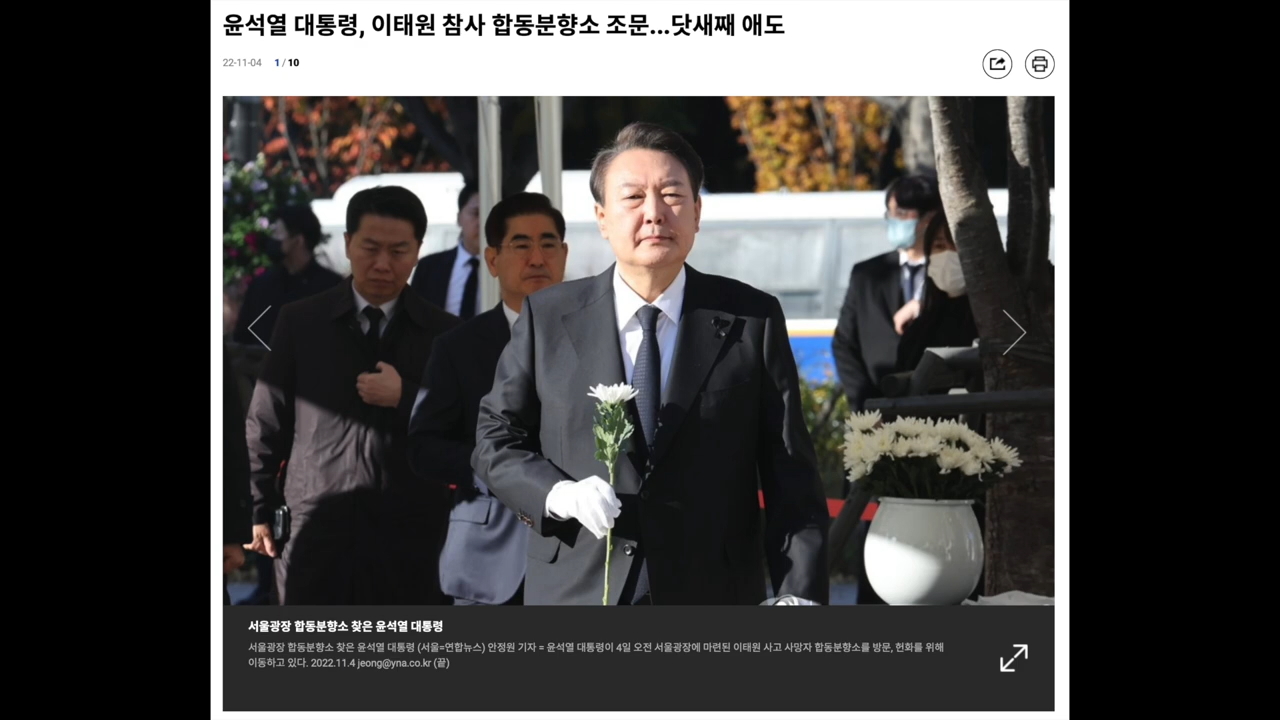 윤석열 대통령, 이태원 참사 합동분향소 조문...닷새째 애도
22-11-04 1 / 10
서울광장 합동분향소 찾은 윤석열 대통령
서울광장 합동분향소 찾은 윤석열 대통령 (서울=연합뉴스) 안정원 기자 = 윤석열 대통령이 4일 오전 서울광장에 마련된 이태원 사고 사망자 합동분향소를 방문, 헌화를 위해
이동하고 있다. 2022.11.4 jeong@yna.co.kr (끝)